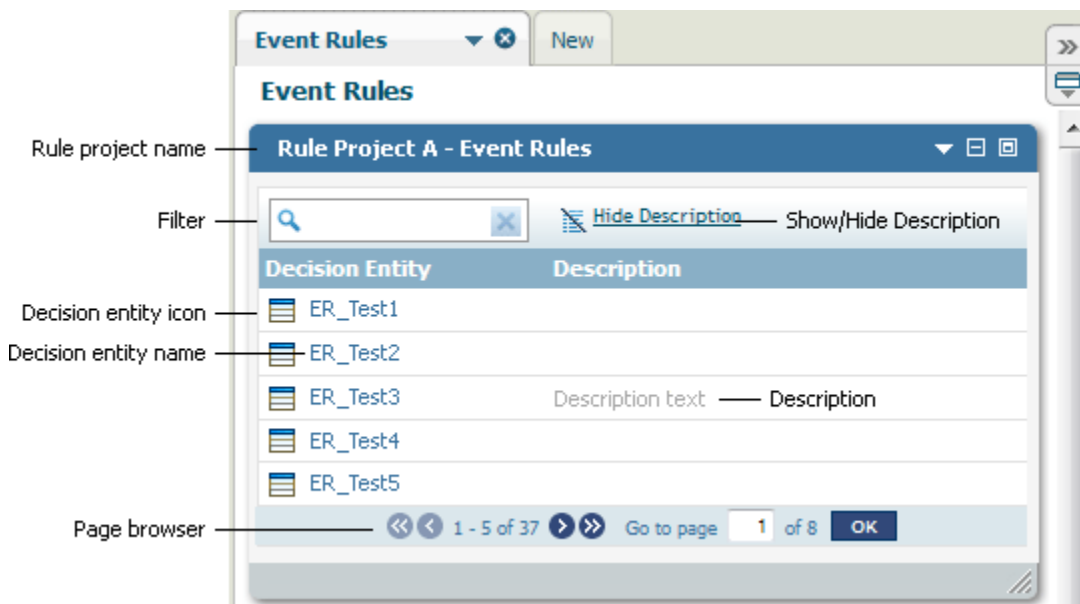 Event Rules
New
Event Rules
Rule project name
Rule Project A - Event Rules
Filter
Hide Description
Show/Hide Description
Decision Entity Description
Decision entity icon
ER_Test1
Decision entity name
ER_Test2
ER_Test3
Description text
Description
ER_Test4
ER_Test5
Page browser
1 - 5 of 37 Go to page 1 of 8 OK